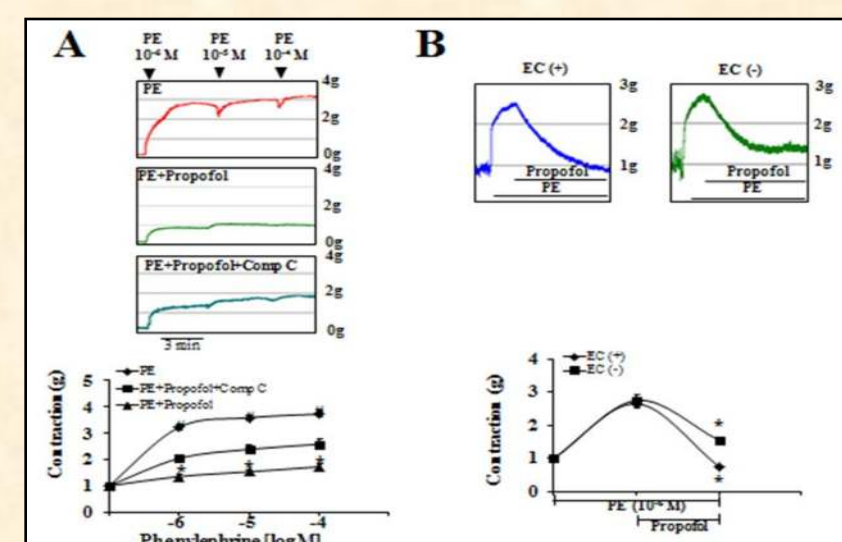 A
PE PE PE
10⁻⁶ M 10⁻⁵ M 10⁻⁴ M
PE
4g
2g
0g
PE+Propofol
4g
2g
0g
PE+Propofol+Comp C
4g
2g
0g
3 min
Contraction (g)
5
4
3
2
1
0
PE
PE+Propofol+Comp C
PE+Propofol
* * *
-6 -5 -4
Phenylephrine [log M]
B
EC (+)
3g
2g
1g
Propofol
PE
EC (-)
3g
2g
1g
Propofol
PE
Contraction (g)
4
3
2
1
0
EC (+)
EC (-)
*
*
PE (10⁻⁶ M)
Propofol